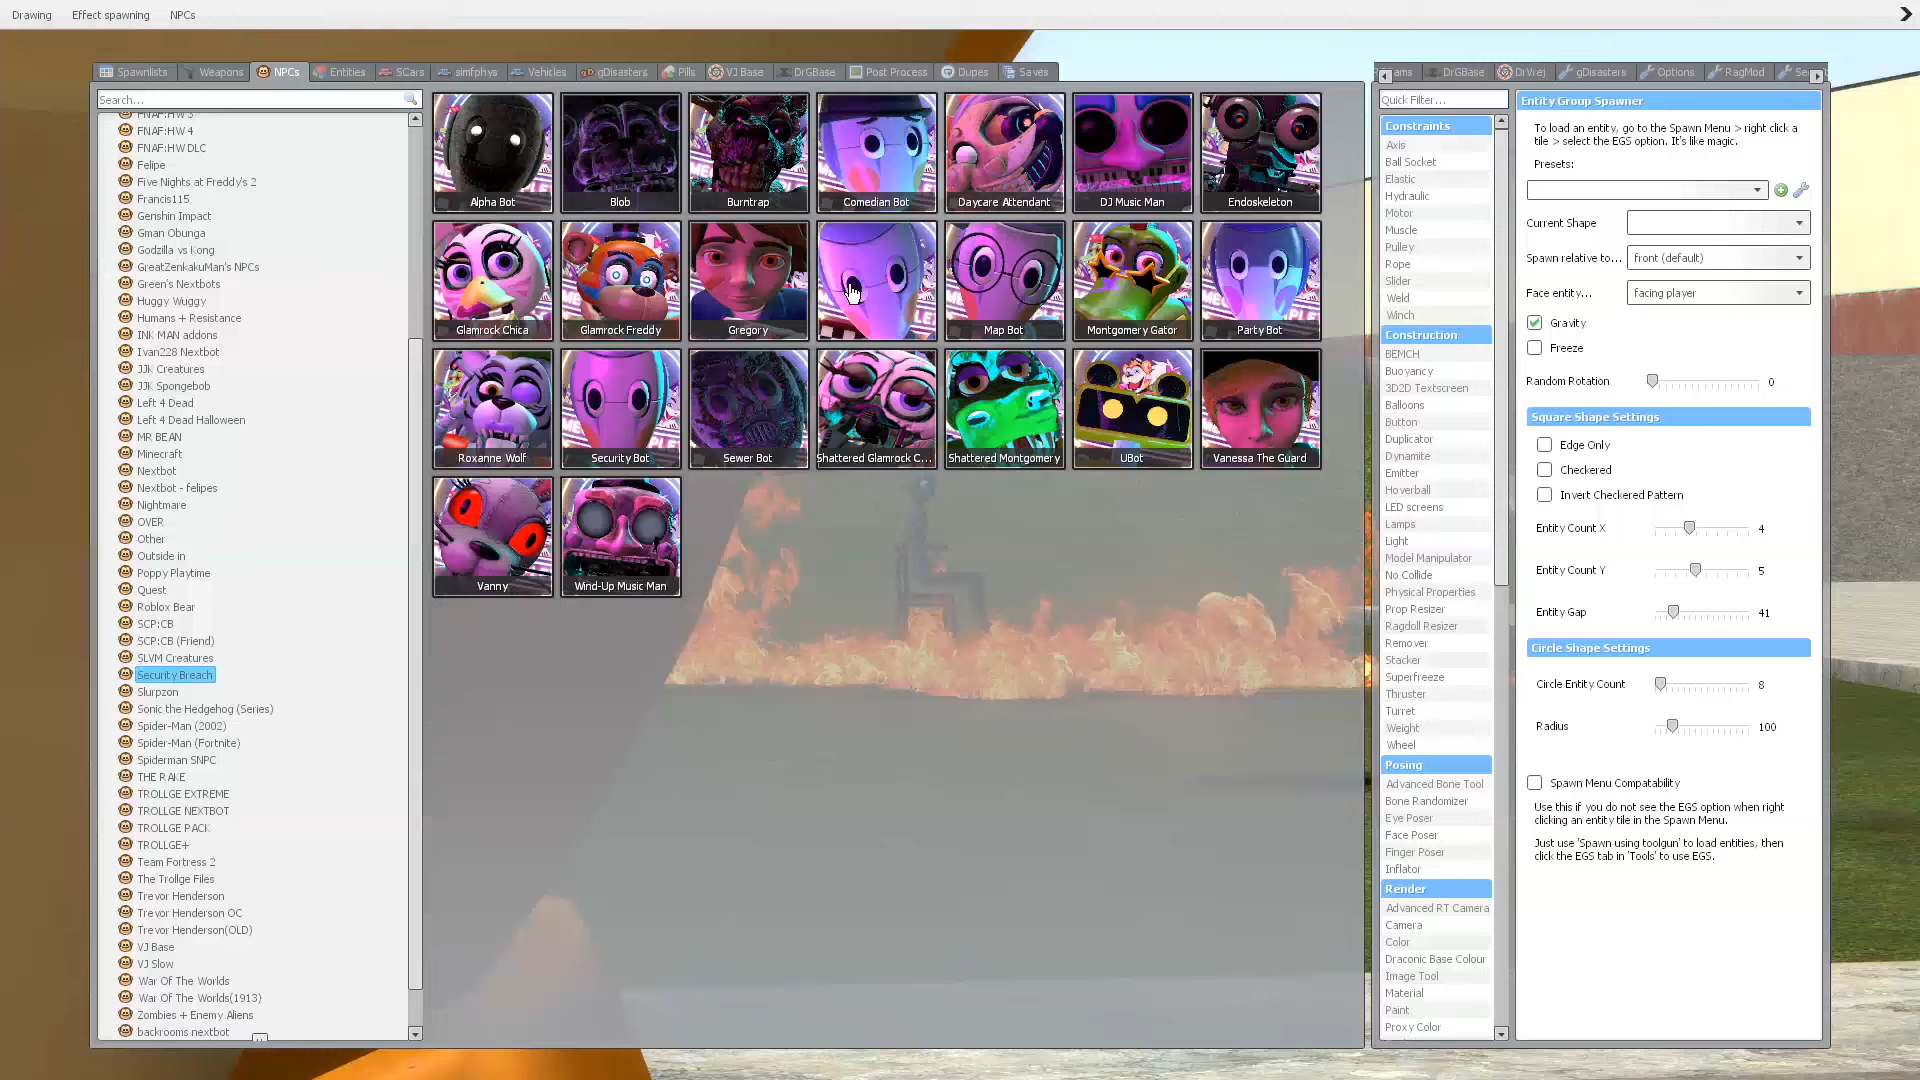 Drawing Effect spawning NPCs
Spawnlists Weapons NPCs Entities SCars simfphys Vehicles gDisasters Pills VJ Base DrGBase Post Process Dupes Saves
Search...
FNAF:HW 3
FNAF:HW 4
FNAF:HW DLC
Felipe
Five Nights at Freddy's 2
Francis115
Genshin Impact
Gman Obunga
Godzilla vs Kong
GreatZenkakuMan's NPCs
Green's Nextbots
Huggy Wuggy
Humans + Resistance
INK MAN addons
Ivan228 Nextbot
JJK Creatures
JJK Spongebob
Left 4 Dead
Left 4 Dead Halloween
MR BEAN
Minecraft
Nextbot
Nextbot - felipes
Nightmare
OVER
Other
Outside in
Poppy Playtime
Quest
Roblox Bear
SCP:CB
SCP:CB (Friend)
SLVM Creatures
Security Breach
Slurpzon
Sonic the Hedgehog (Series)
Spider-Man (2002)
Spider-Man (Fortnite)
Spiderman SNPC
THE RAKE
TROLLGE EXTREME
TROLLGE NEXTBOT
TROLLGE PACK
TROLLGE+
Team Fortress 2
The Trollge Files
Trevor Henderson
Trevor Henderson OC
Trevor Henderson(OLD)
VJ Base
VJ Slow
War Of The Worlds
War Of The Worlds(1913)
Zombies + Enemy Aliens
backrooms nextbot
Alpha Bot Blob Burntrap Comedian Bot Daycare Attendant DJ Music Man Endoskeleton
Glamrock Chica Glamrock Freddy Gregory Map Bot Montgomery Gator Party Bot
Roxanne Wolf Security Bot Sewer Bot Shattered Glamrock C... Shattered Montgomery UBot Vanessa The Guard
Vanny Wind-Up Music Man
DrGBase DrVrej gDisasters Options RagMod
Quick Filter...
Constraints
Axis
Ball Socket
Elastic
Hydraulic
Motor
Muscle
Pulley
Rope
Slider
Weld
Winch
Construction
BEMCH
Buoyancy
3D2D Textscreen
Balloons
Button
Duplicator
Dynamite
Emitter
Hoverball
LED screens
Lamps
Light
Model Manipulator
No Collide
Physical Properties
Prop Resizer
Ragdoll Resizer
Remover
Stacker
Superfreeze
Thruster
Turret
Weight
Wheel
Posing
Advanced Bone Tool
Bone Randomizer
Eye Poser
Face Poser
Finger Poser
Inflator
Render
Advanced RT Camera
Camera
Color
Draconic Base Colour
Image Tool
Material
Paint
Proxy Color
Entity Group Spawner
To load an entity, go to the Spawn Menu > right click a
tile > select the EGS option. It's like magic.
Presets:
Current Shape
Spawn relative to... front (default)
Face entity... facing player
Gravity
Freeze
Random Rotation 0
Square Shape Settings
Edge Only
Checkered
Invert Checkered Pattern
Entity Count X 4
Entity Count Y 5
Entity Gap 41
Circle Shape Settings
Circle Entity Count 8
Radius 100
Spawn Menu Compatability
Use this if you do not see the EGS option when right
clicking an entity tile in the Spawn Menu.
Just use 'Spawn using toolgun' to load entities, then
click the EGS tab in 'Tools' to use EGS.